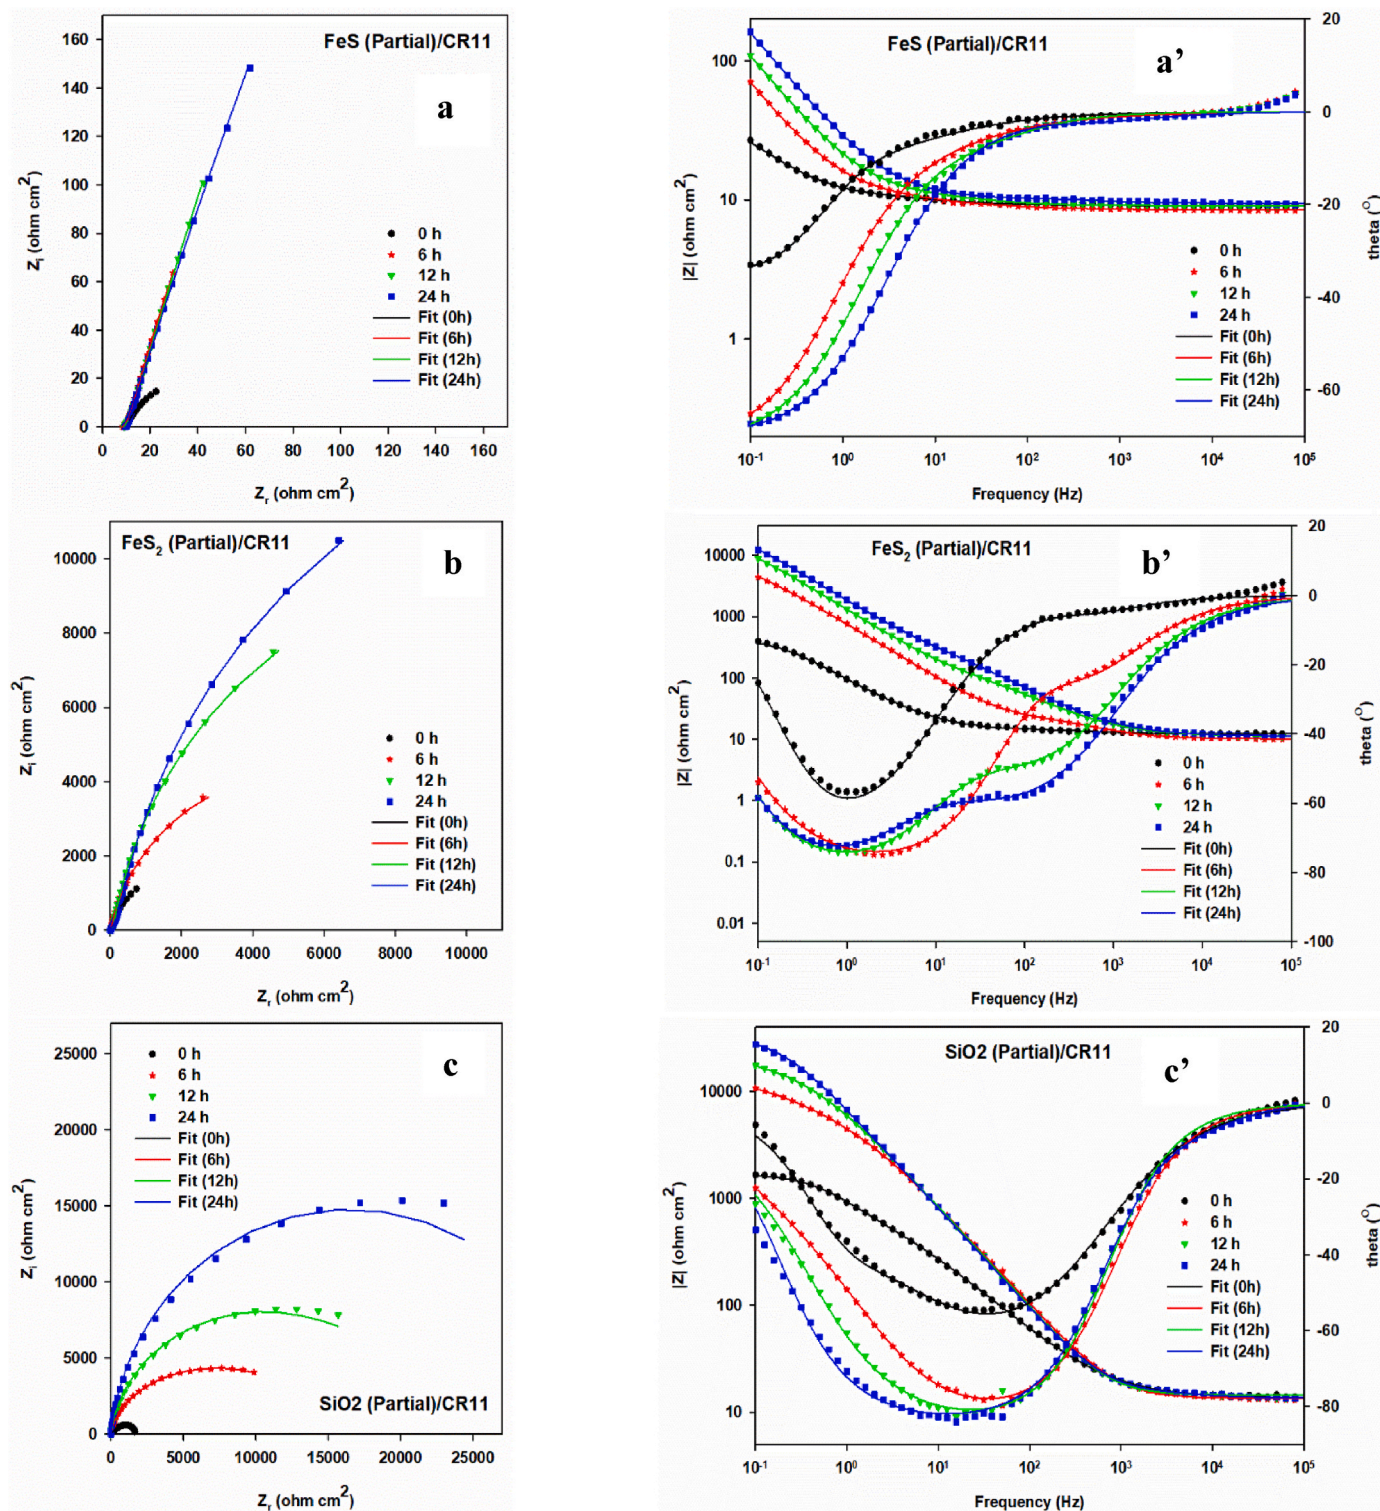 FeS (Partial)/CR11
a
160
140
120
100
80
60
40
20
0
Zi (ohm cm2)
0 h
6 h
12 h
24 h
Fit (0h)
Fit (6h)
Fit (12h)
Fit (24h)
0 20 40 60 80 100 120 140 160
Zr (ohm cm2)
FeS (Partial)/CR11
a’
100
10
1
|Z| (ohm cm2)
20
0
-20
-40
-60
theta (O)
0 h
6 h
12 h
24 h
Fit (0h)
Fit (6h)
Fit (12h)
Fit (24h)
10-1 100 101 102 103 104 105
Frequency (Hz)
FeS2 (Partial)/CR11
b
10000
8000
6000
4000
2000
0
Zi (ohm cm2)
0 h
6 h
12 h
24 h
Fit (0h)
Fit (6h)
Fit (12h)
Fit (24h)
0 2000 4000 6000 8000 10000
Zr (ohm cm2)
FeS2 (Partial)/CR11
b’
10000
1000
100
10
1
0.1
0.01
|Z| (ohm cm2)
20
0
-20
-40
-60
-80
-100
theta (O)
0 h
6 h
12 h
24 h
Fit (0h)
Fit (6h)
Fit (12h)
Fit (24h)
10-1 100 101 102 103 104 105
Frequency (Hz)
c
25000
20000
15000
10000
5000
0
Zi (ohm cm2)
0 h
6 h
12 h
24 h
Fit (0h)
Fit (6h)
Fit (12h)
Fit (24h)
SiO2 (Partial)/CR11
0 5000 10000 15000 20000 25000
Zr (ohm cm2)
SiO2 (Partial)/CR11
c’
10000
1000
100
10
|Z| (ohm cm2)
20
0
-20
-40
-60
-80
theta (O)
0 h
6 h
12 h
24 h
Fit (0h)
Fit (6h)
Fit (12h)
Fit (24h)
10-1 100 101 102 103 104 105
Frequency (Hz)